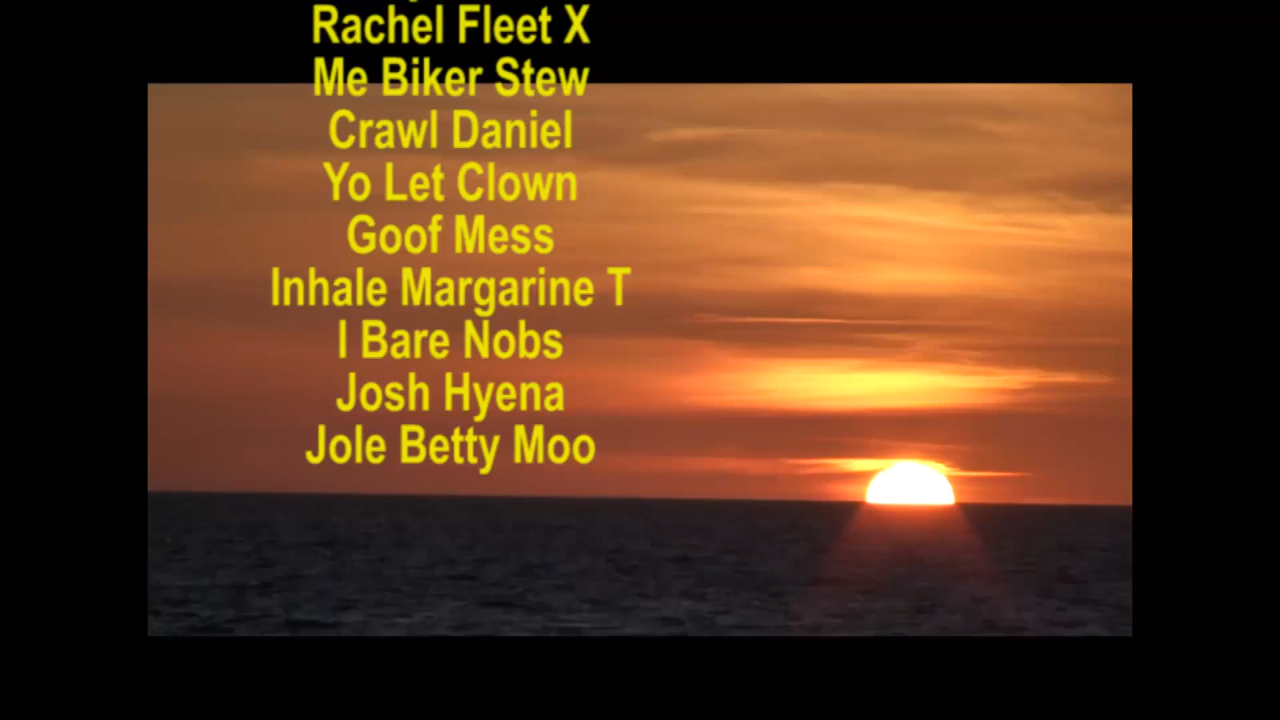 Rachel Fleet X
Me Biker Stew
Crawl Daniel
Yo Let Clown
Goof Mess
Inhale Margarine T
I Bare Nobs
Josh Hyena
Jole Betty Moo